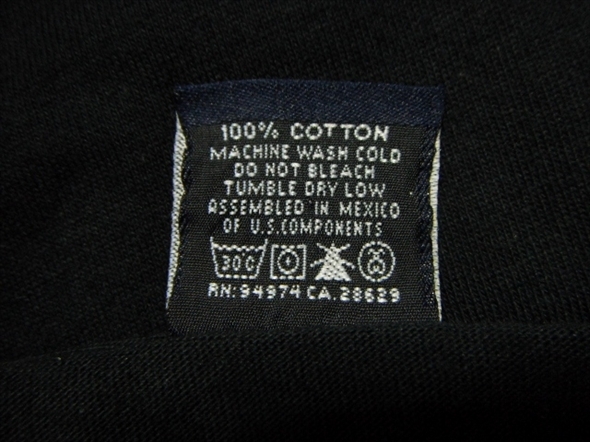 100% COTTON
MACHINE WASH COLD
DO NOT BLEACH
TUMBLE DRY LOW
ASSEMBLED IN MEXICO
OF U.S.COMPONENTS
30C
RN:94974 CA.28629